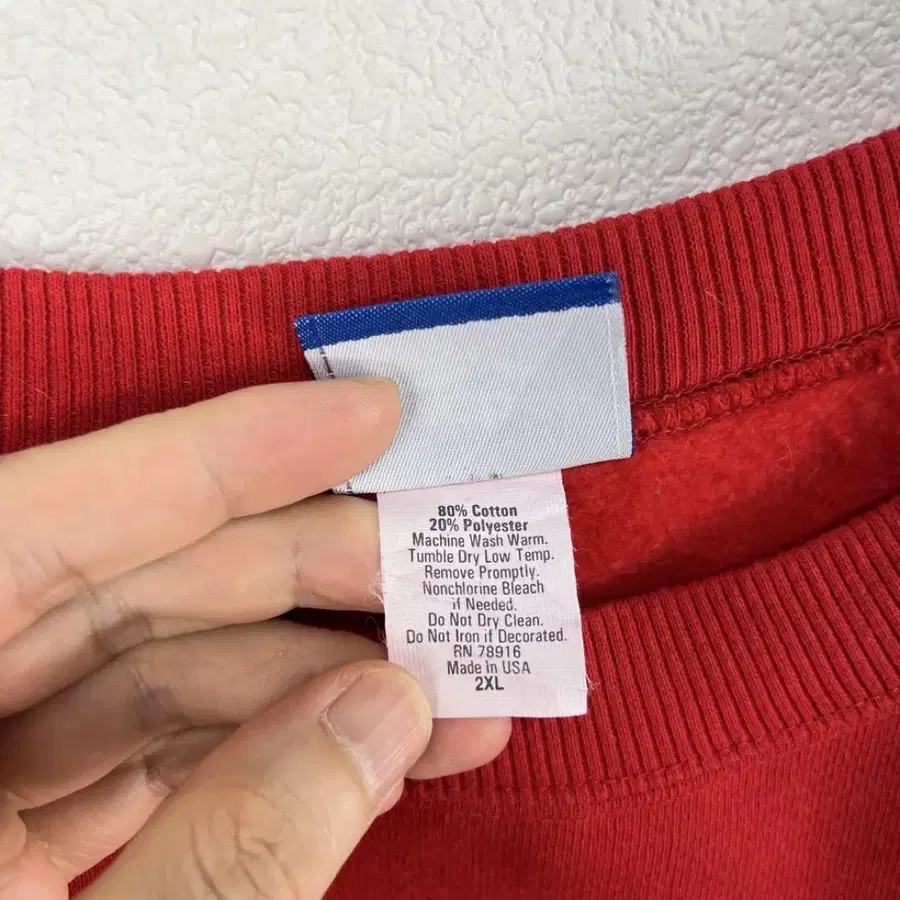 80% Cotton
20% Polyester
Machine Wash Warm.
Tumble Dry Low Temp.
Remove Promptly.
Nonchlorine Bleach
if Needed.
Do Not Dry Clean.
Do Not Iron if Decorated.
RN 78916
Made in USA
2XL